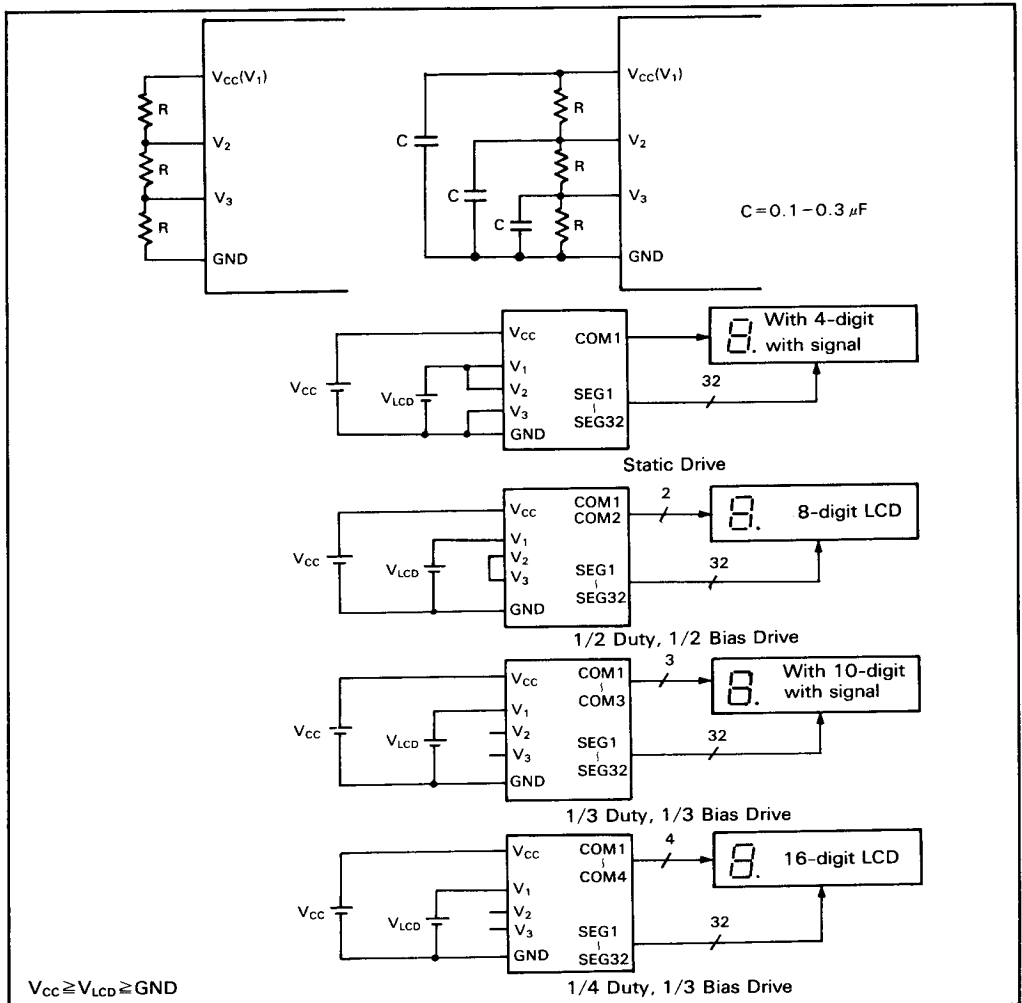 V_CC(V_1)
R
V_2
R
V_3
R
GND
V_CC(V_1)
R
C
V_2
C
R
V_3
C
R
GND
C=0.1–0.3 μF
V_CC
COM1
With 4-digit
with signal
V_1
V_2
V_CC
V_LCD
V_3
GND
SEG1
SEG32
32
Static Drive
V_CC
COM1
COM2
2
8-digit LCD
V_1
V_2
V_CC
V_LCD
V_3
GND
SEG1
SEG32
32
1/2 Duty, 1/2 Bias Drive
V_CC
COM1
COM3
3
With 10-digit
with signal
V_1
V_2
V_CC
V_LCD
V_3
GND
SEG1
SEG32
32
1/3 Duty, 1/3 Bias Drive
V_CC
COM1
COM4
4
16-digit LCD
V_1
V_2
V_CC
V_LCD
V_3
GND
SEG1
SEG32
32
1/4 Duty, 1/3 Bias Drive
V_CC≧V_LCD≧GND